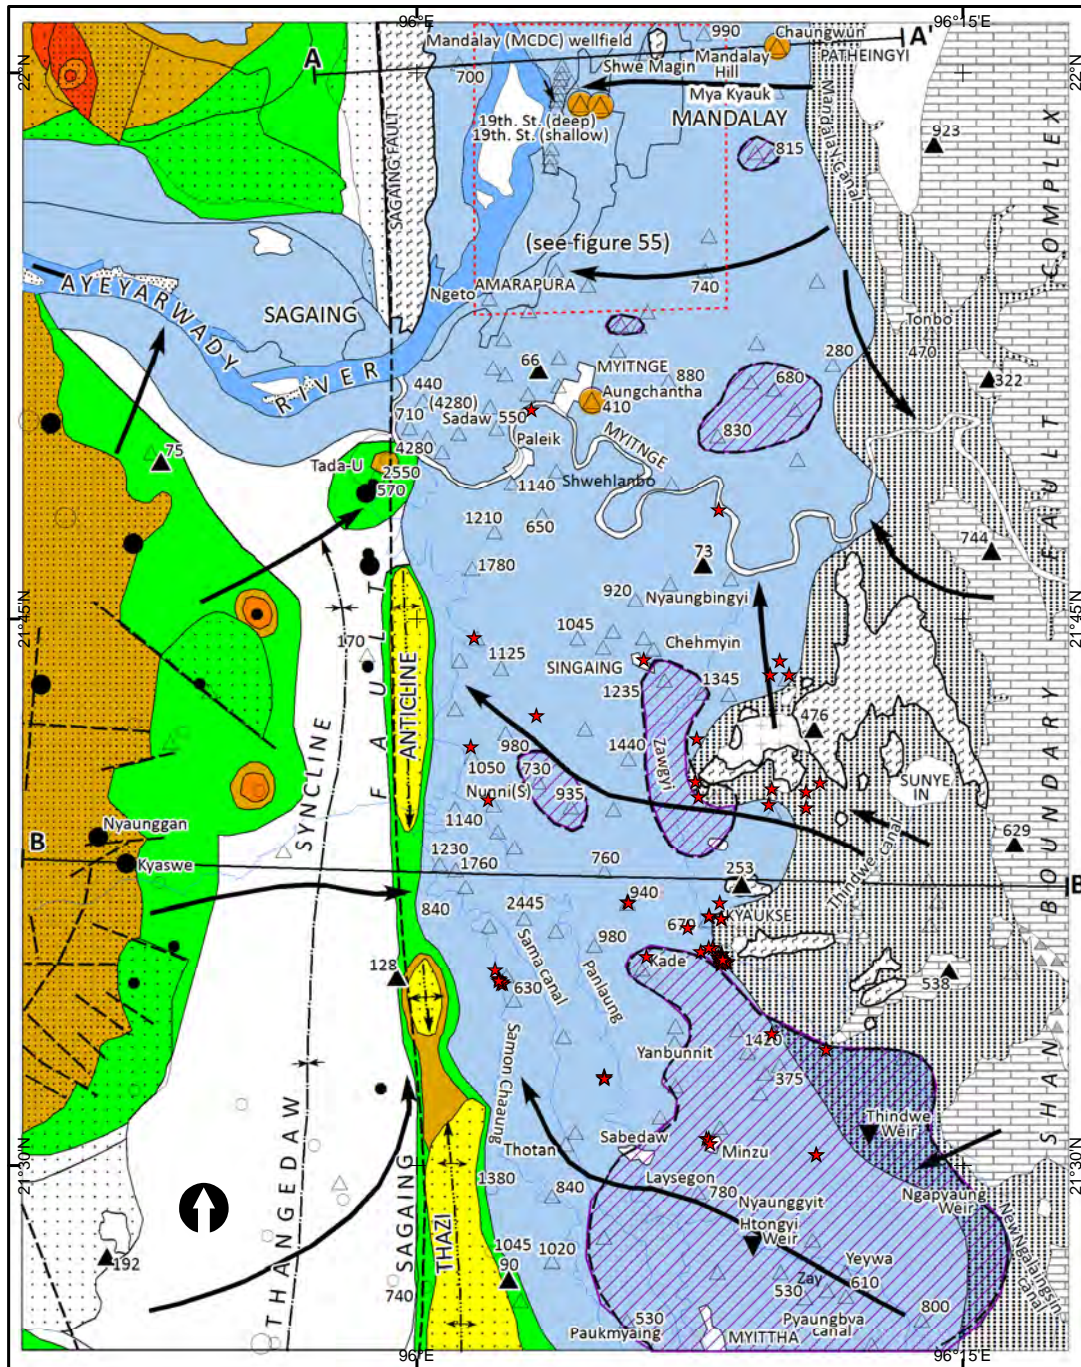 96°E
96°15'E
22°N
22°N
A
A'
Mandalay (MCDC) wellfield
990
Chaungwun
PATHEINGYI
700
Shwe Magin
Mandalay
Hill
Mya Kyauk
MANDALAY
19th. St. (deep)
19th. St. (shallow)
815
923
Mandalay Canal
SAGAING FAULT
(see figure 55)
AYEYARWADY
RIVER
SAGAING
Ngeto
AMARAPURA
740
Tonbo
280
470
322
66
MYITNGE
880
680
Aungchantha
410
440
(4280)
710
Sadaw
550
4280
Paleik
MYITNGE
830
75
Tada-U
2550
570
1140
Shwehlanbo
1210
650
744
1780
73
920
Nyaungbingyi
21°45'N
21°45'N
170
1045
Chehmyin
1125
SINGAING
1235
1345
476
980
1440
Zawgyi
1050
730
Nunni(S)
935
SUNYE
IN
1140
629
Nyaunggan
B
Kyaswe
1230
1760
760
253
B'
Thindwe canal
840
2445
940
670
KYAUKSE
980
Kade
128
630
Sama canal
Panlaung
538
Samon Chaung
Yanbunnit
1420
375
Thindwe
Weir
Sabedaw
Minzu
Thotan
21°30'N
21°30'N
Laysegon
1380
840
780
Nyaunggyit
Ngapyaung
Weir
Htongyi
Weir
New Ngalaingsin
canal
192
1045
90
1020
Yeywa
Zay
610
740
530
530
Pyaungbya
canal
800
Paukmyaing
MYITTHA
96°E
96°15'E
SYNCLINE
THANGEDAW
FAULT
SAGAING
ANTICLINE
THAZI
SHAN BOUNDARY FAULT COMPLEX